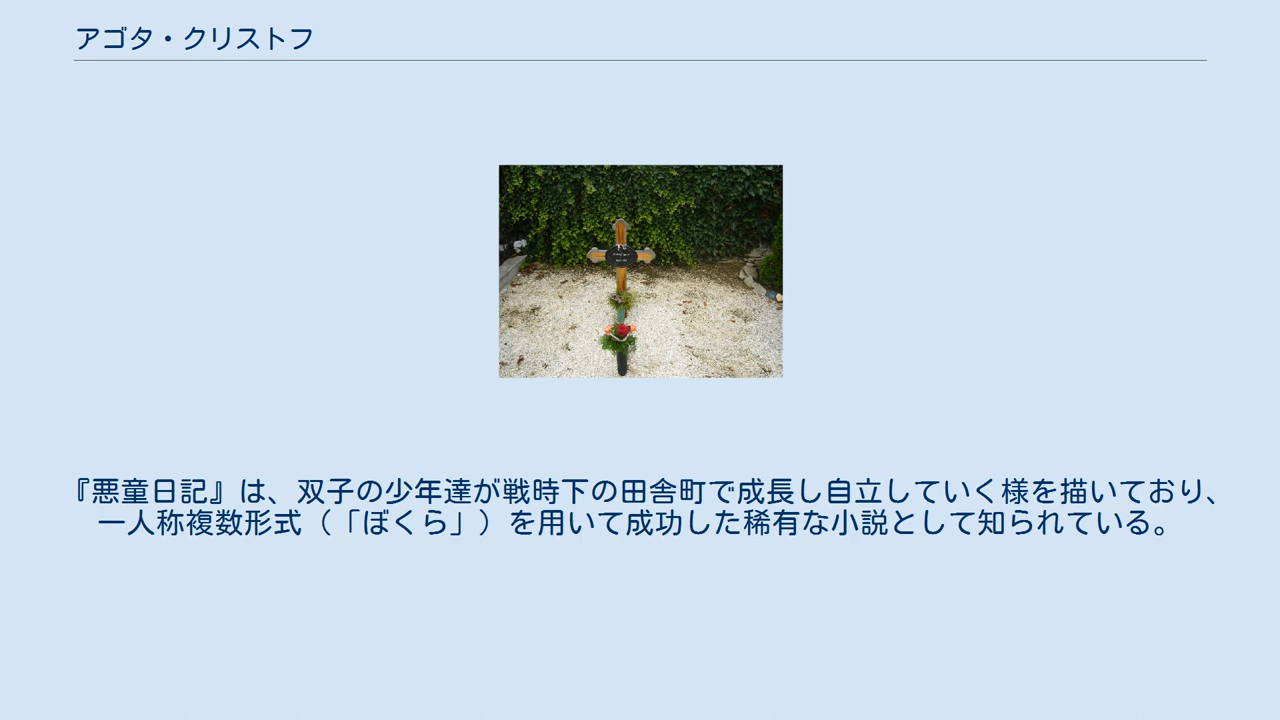 アゴタ・クリストフ
『悪童日記』は、双子の少年達が戦時下の田舎町で成長し自立していく様を描いており、
一人称複数形式（「ぼくら」）を用いて成功した稀有な小説として知られている。